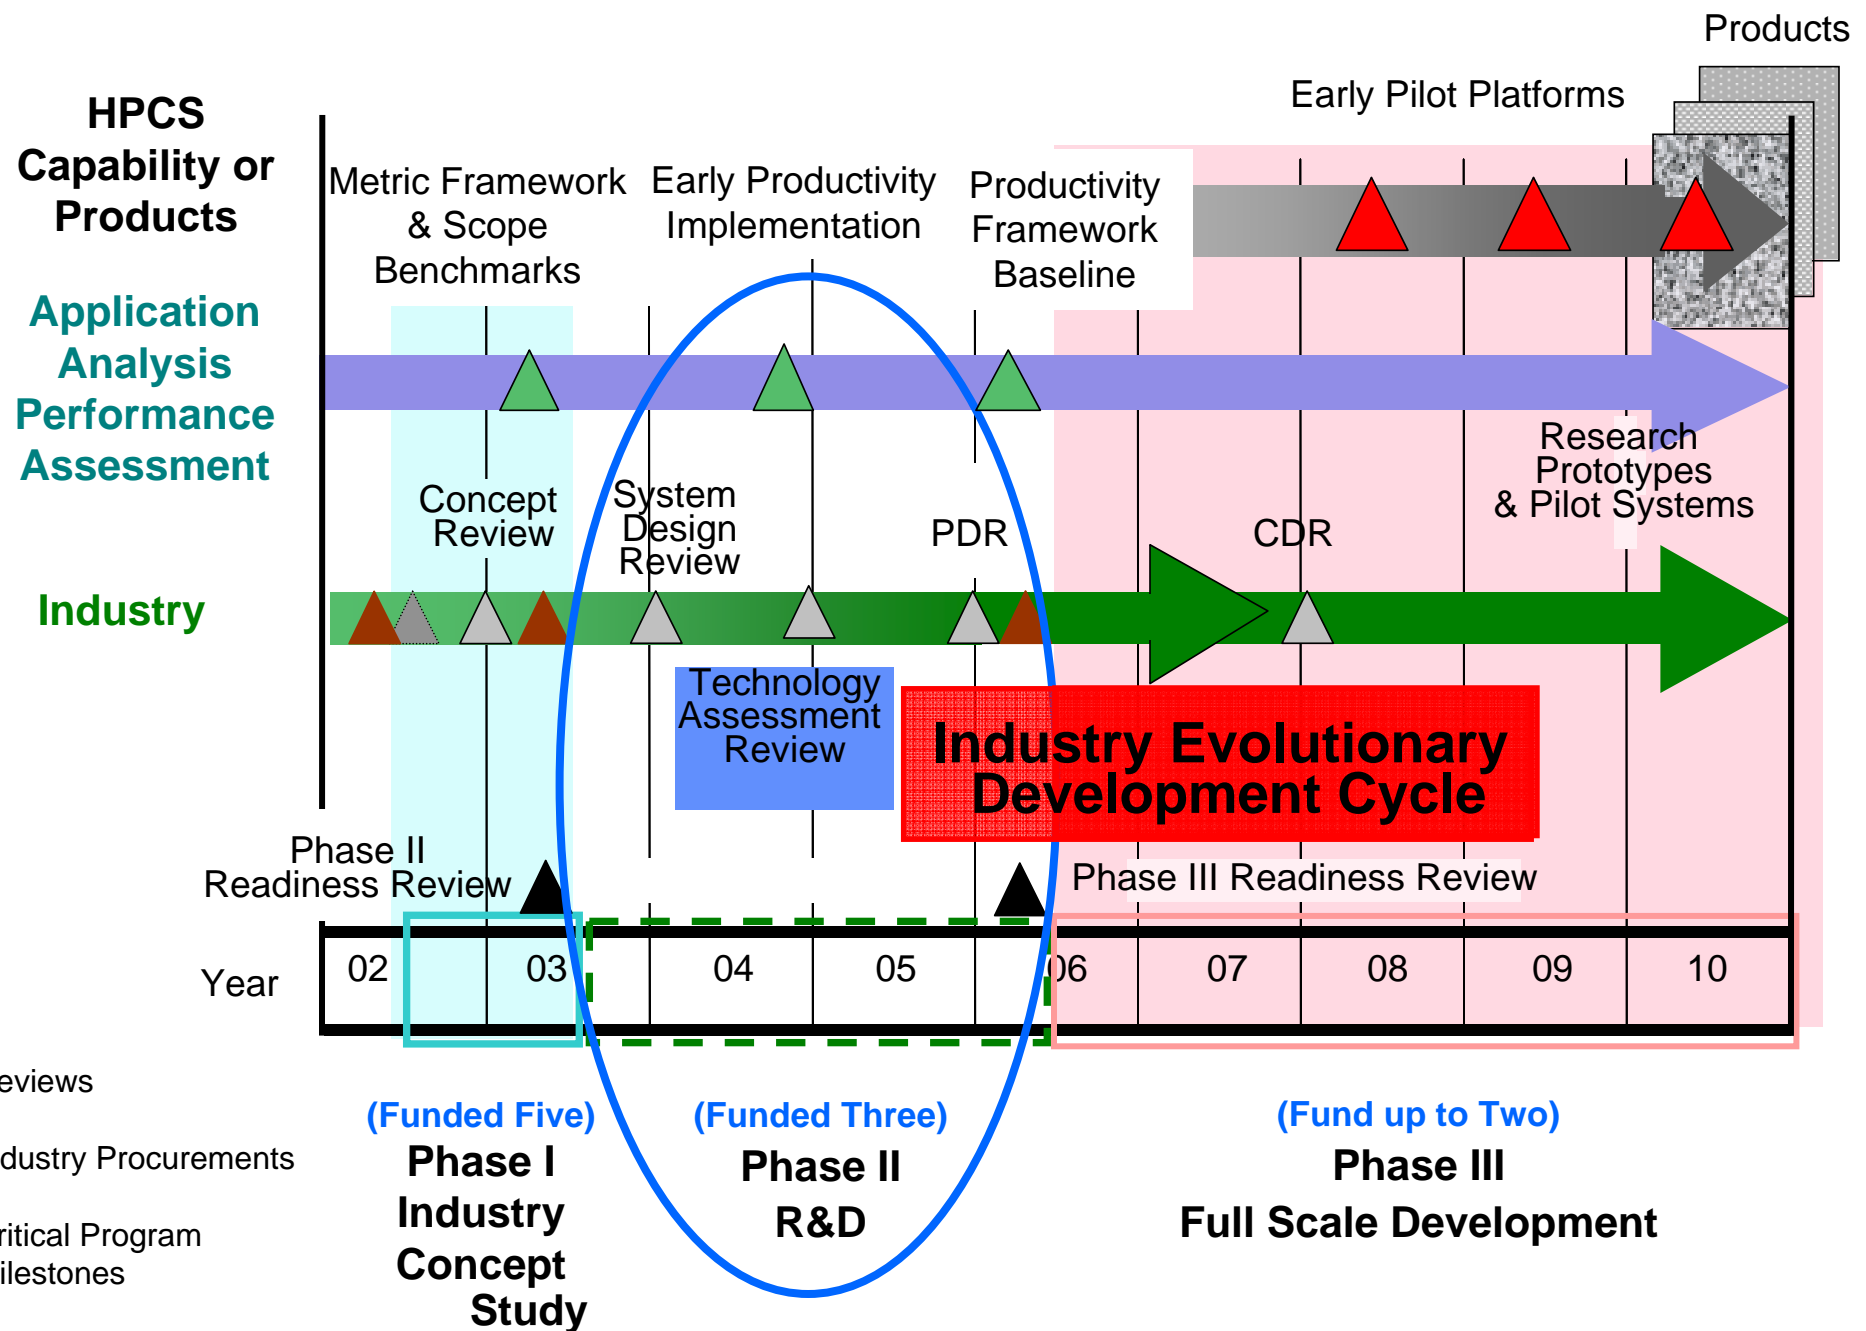 Products
Early Pilot Platforms
HPCS
Capability or
Products
Metric Framework
& Scope
Benchmarks
Early Productivity
Implementation
Productivity
Framework
Baseline
Application
Analysis
Performance
Assessment
Research
Prototypes
& Pilot Systems
Concept
Review
System
Design
Review
PDR
CDR
Industry
Technology
Assessment
Review
Industry Evolutionary
Development Cycle
Phase II
Readiness Review
Phase III Readiness Review
Year
02
03
04
05
06
07
08
09
10
eviews
ndustry Procurements
ritical Program
ilestones
(Funded Five)
Phase I
Industry
Concept
Study
(Funded Three)
Phase II
R&D
(Fund up to Two)
Phase III
Full Scale Development